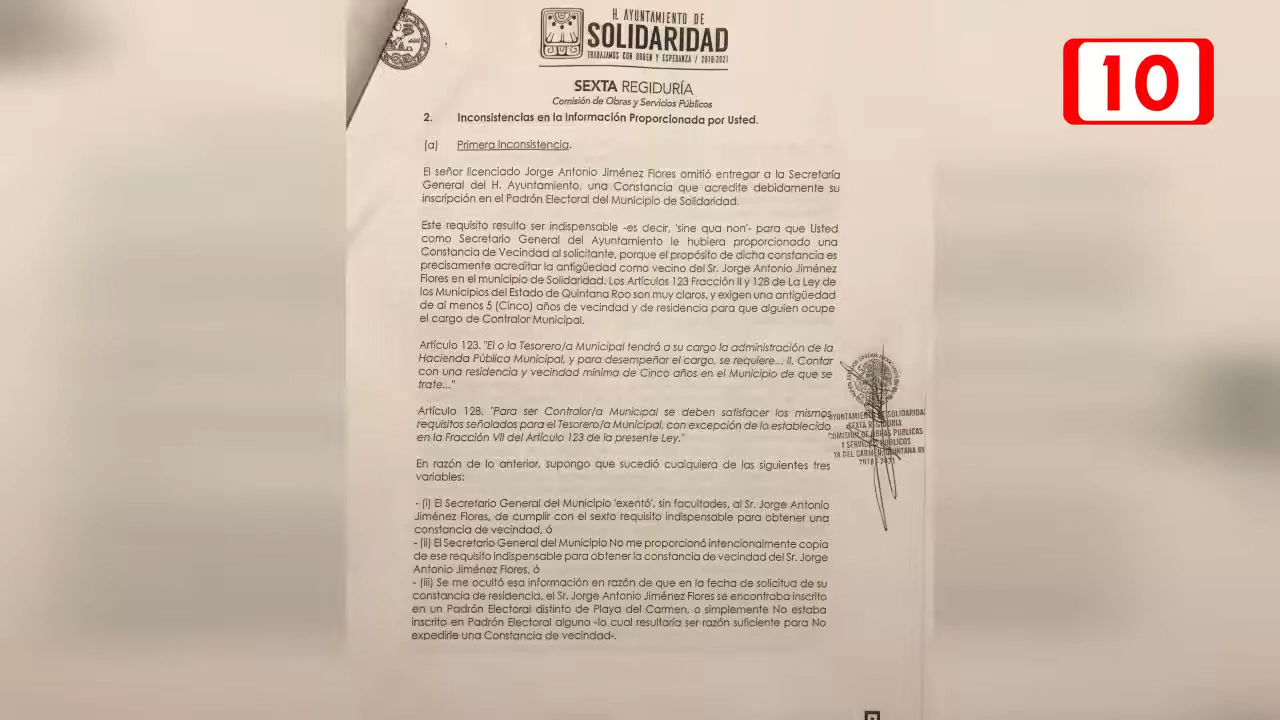 H. AYUNTAMIENTO DE
SOLIDARIDAD
TRABAJAMOS CON ORDEN Y ESPERANZA / 2018-2021
10
SEXTA REGIDURÍA
Comisión de Obras y Servicios Públicos
2. Inconsistencias en la Información Proporcionada por Usted.
(a) Primera Inconsistencia.
El señor licenciado Jorge Antonio Jiménez Flores omitió entregar a la Secretaría
General del H. Ayuntamiento, una Constancia que acredite debidamente su
inscripción en el Padrón Electoral del Municipio de Solidaridad.
Este requisito resulta ser indispensable -es decir, 'sine qua non'- para que Usted
como Secretario General del Ayuntamiento le hubiera proporcionado una
Constancia de Vecindad al solicitante, porque el propósito de dicha constancia es
precisamente acreditar la antigüedad como vecino del Sr. Jorge Antonio Jiménez
Flores en el municipio de Solidaridad. Los Artículos 123 Fracción II y 128 de La Ley de
los Municipios del Estado de Quintana Roo son muy claros, y exigen una antigüedad
de al menos 5 (Cinco) años de vecindad y de residencia para que alguien ocupe
el cargo de Contralor Municipal.
Artículo 123. "El o la Tesorero/a Municipal tendrá a su cargo la administración de la
Hacienda Pública Municipal, y para desempeñar el cargo, se requiere... II. Contar
con una residencia y vecindad mínima de Cinco años en el Municipio de que se
trate..."
Artículo 128. "Para ser Contralor/a Municipal se deben satisfacer los mismos
requisitos señalados para el Tesorero/a Municipal, con excepción de lo establecido
en la Fracción VII del Artículo 123 de la presente Ley."
En razón de lo anterior, supongo que sucedió cualquiera de las siguientes tres
variables:
- (i) El Secretario General del Municipio 'exentó', sin facultades, al Sr. Jorge Antonio
Jiménez Flores, de cumplir con el sexto requisito indispensable para obtener una
constancia de vecindad, ó
- (ii) El Secretario General del Municipio No me proporcionó intencionalmente copia
de ese requisito indispensable para obtener la constancia de vecindad del Sr. Jorge
Antonio Jiménez Flores, ó
- (iii) Se me ocultó esa información en razón de que en la fecha de solicitud de su
constancia de residencia, el Sr. Jorge Antonio Jiménez Flores se encontraba inscrito
en un Padrón Electoral distinto de Playa del Carmen, o simplemente No estaba
inscrito en Padrón Electoral alguno -lo cual resultaría ser razón suficiente para No
expedirle una Constancia de vecindad-.
AYUNTAMIENTO DE SOLIDARIDA
SEXTA REGIDURIA
COMISION DE OBRAS PUBLICAS
Y SERVICIOS PUBLICOS
YA DEL CARMEN, QUINTANA R
2018 - 2021